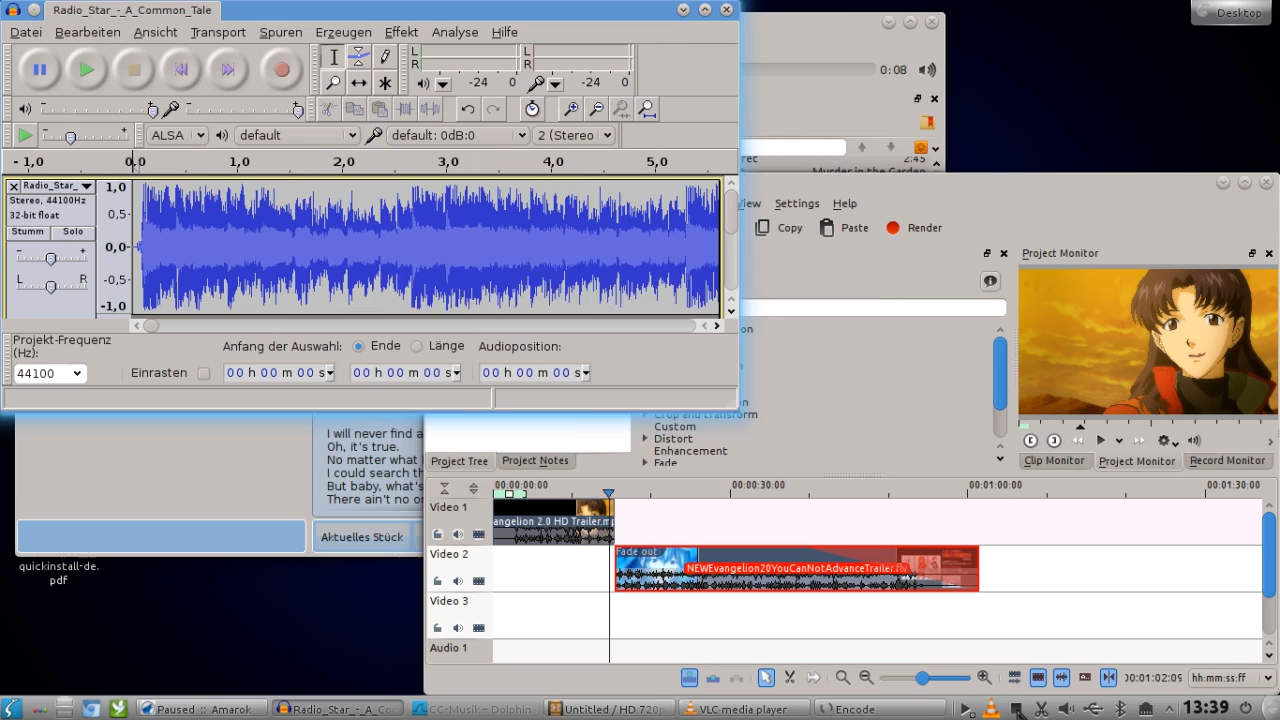 Radio_Star_-_A_Common_Tale
Desktop
Datei Bearbeiten Ansicht Transport Spuren Erzeugen Effekt Analyse Hilfe
L
R
-24 0
L
R
-24 0
0:08
ALSA default default: 0dB:0 2 (Stereo
2:45
Murder in the Garden
- 1,0 0,0 1,0 2,0 3,0 4,0 5,0
Radio_Star_
Stereo, 44100Hz
32-bit float
Stumm Solo
- +
L R
1,0
0,5-
0,0-
-0,5-
-1,0
Settings Help
Copy Paste Render
Project Monitor
Projekt-Frequenz
(Hz):
44100
Einrasten
Anfang der Auswahl: Ende Länge Audioposition:
00 h 00 m 00 s 00 h 00 m 00 s 00 h 00 m 00 s
Crop and transform
Custom
Distort
Enhancement
Fade
Clip Monitor Project Monitor Record Monitor
I will never find a
Oh, it's true.
No matter what
I could search th
But baby, what's
There ain't no
Aktuelles Stück
quickinstall-de.
pdf
Project Tree Project Notes
00:00:00:00 00:00:30:00 00:01:00:00 00:01:30:00
Video 1
angelion 2.0 HD Trailer.mp
Video 2
Fade out
NEWEvangelion20YouCanNotAdvanceTrailer.flv
Video 3
Audio 1
00:01:02:05 hh:mm:ss:ff
Paused :: Amarok Radio_Star_-_A_Co CC-Musik – Dolphin Untitled / HD 720p VLC media player Encode 13:39